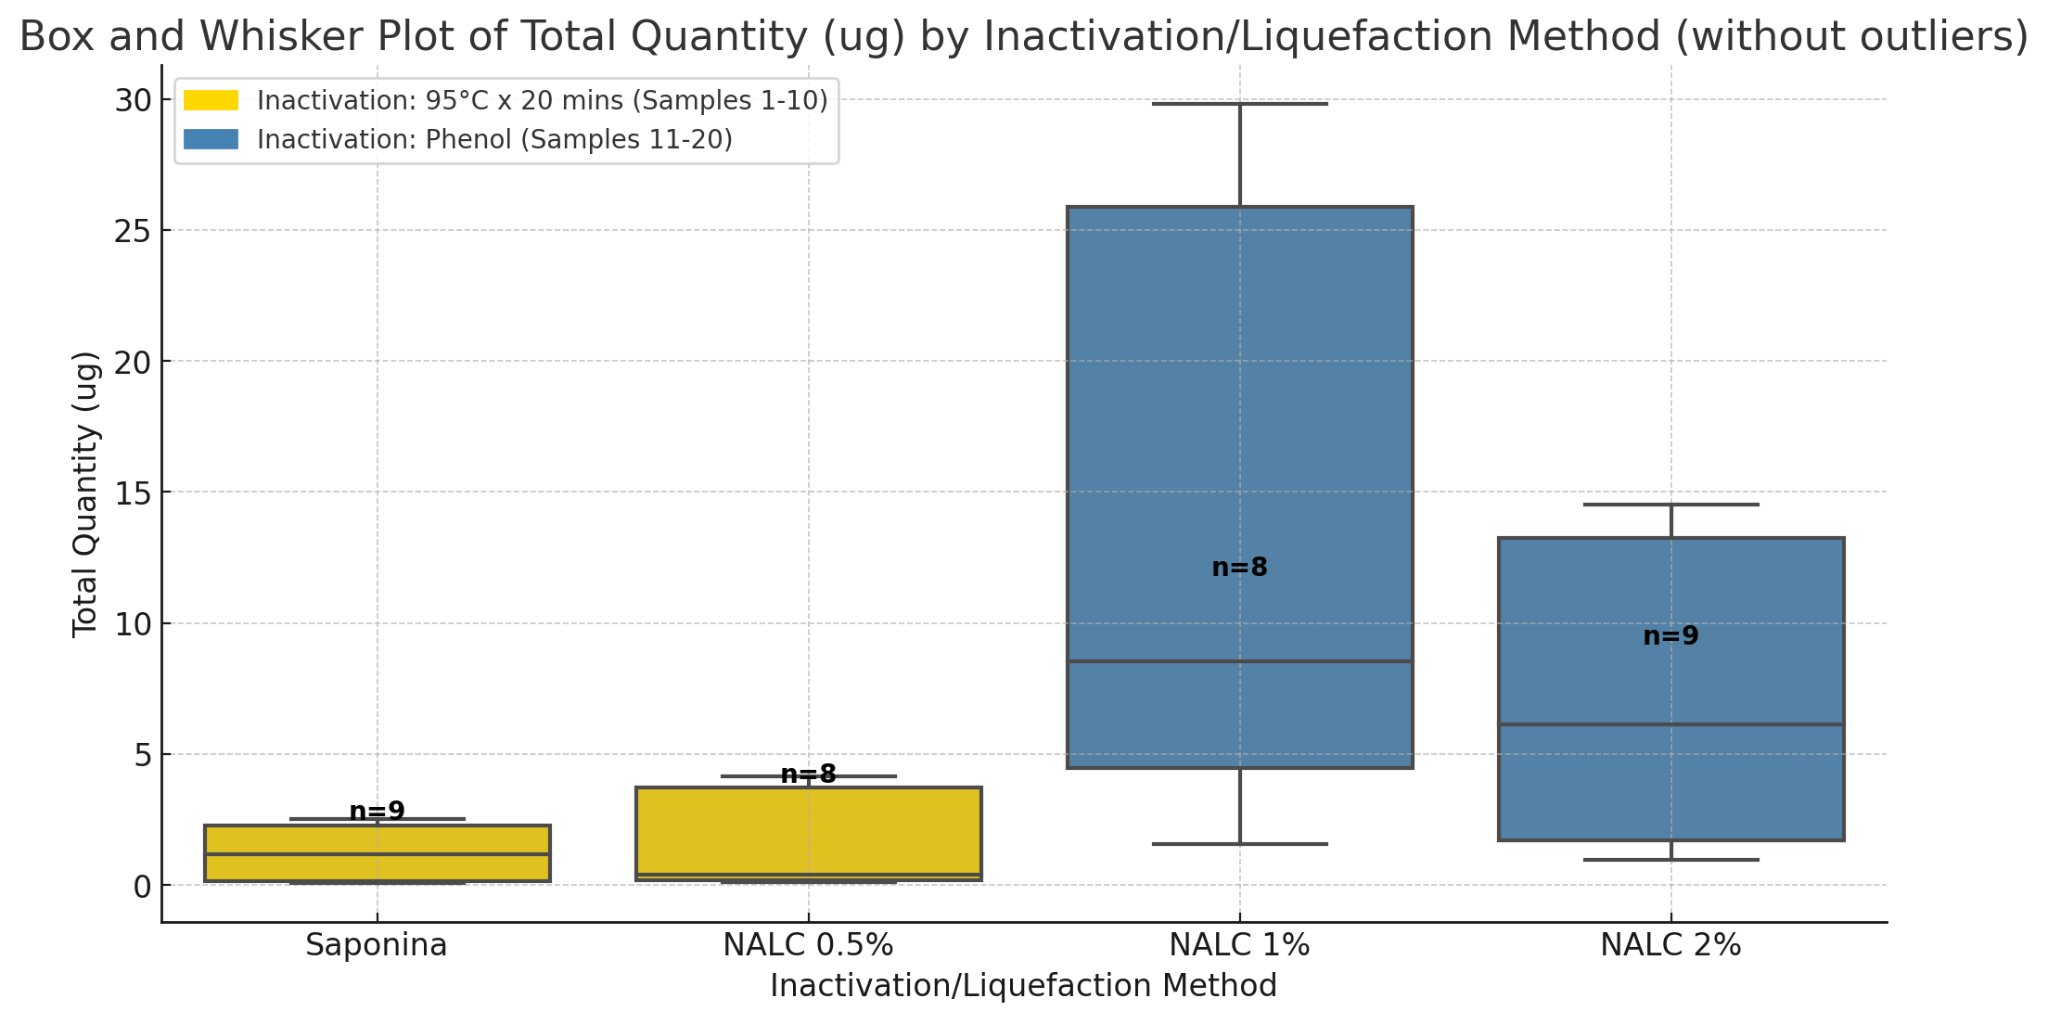 Box and Whisker Plot of Total Quantity (ug) by Inactivation/Liquefaction Method (without outliers)
Inactivation: 95°C x 20 mins (Samples 1-10)
Inactivation: Phenol (Samples 11-20)
Total Quantity (ug)
30
25
20
15
10
5
0
n=9
n=8
n=8
n=9
Saponina
NALC 0.5%
NALC 1%
NALC 2%
Inactivation/Liquefaction Method